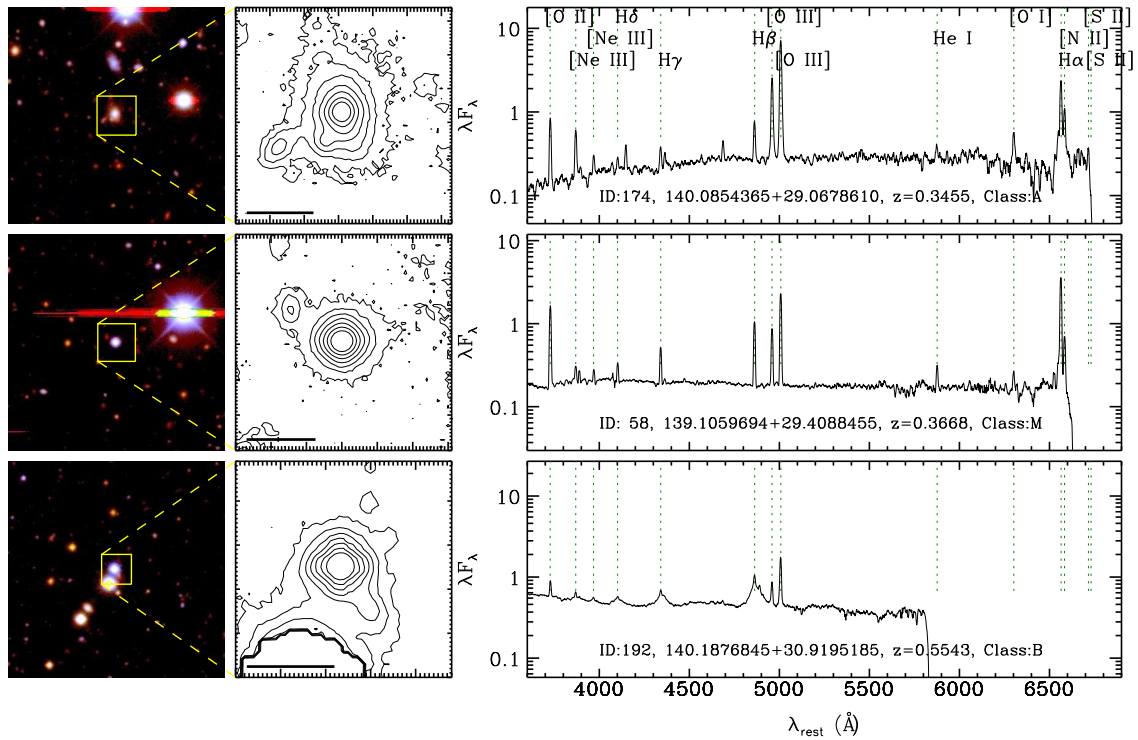 [O II] Hδ [O III] [O I] [S II]
[Ne III] Hβ He I [N II]
[Ne III] Hγ [O III] Hα[S II]
10
1
0.1
λFλ
ID:174, 140.0854365+29.0678610, z=0.3455, Class:A
10
1
0.1
ID: 58, 139.1059694+29.4088455, z=0.3668, Class:M
10
1
0.1
λFλ
ID:192, 140.1876845+30.9195185, z=0.5543, Class:B
4000 4500 5000 5500 6000 6500
λrest (Å)